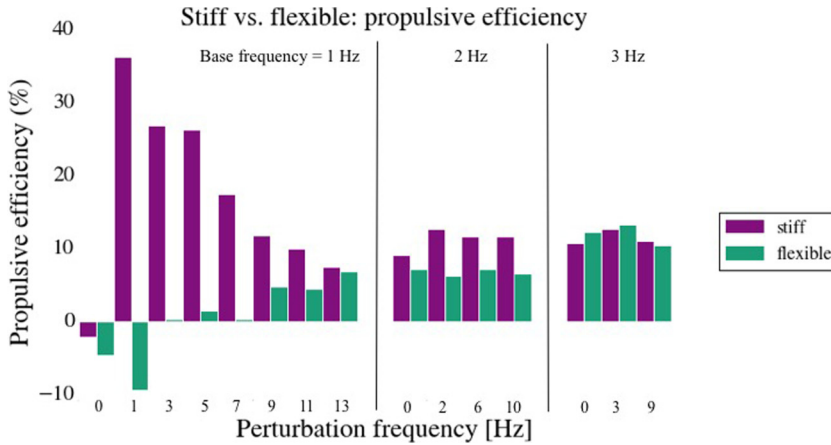 Stiff vs. flexible: propulsive efficiency
Base frequency = 1 Hz
2 Hz
3 Hz
Propulsive efficiency (%)
40
30
20
10
0
−10
stiff
flexible
0 1 3 5 7 9 11 13 0 2 6 10 0 3 9
Perturbation frequency [Hz]